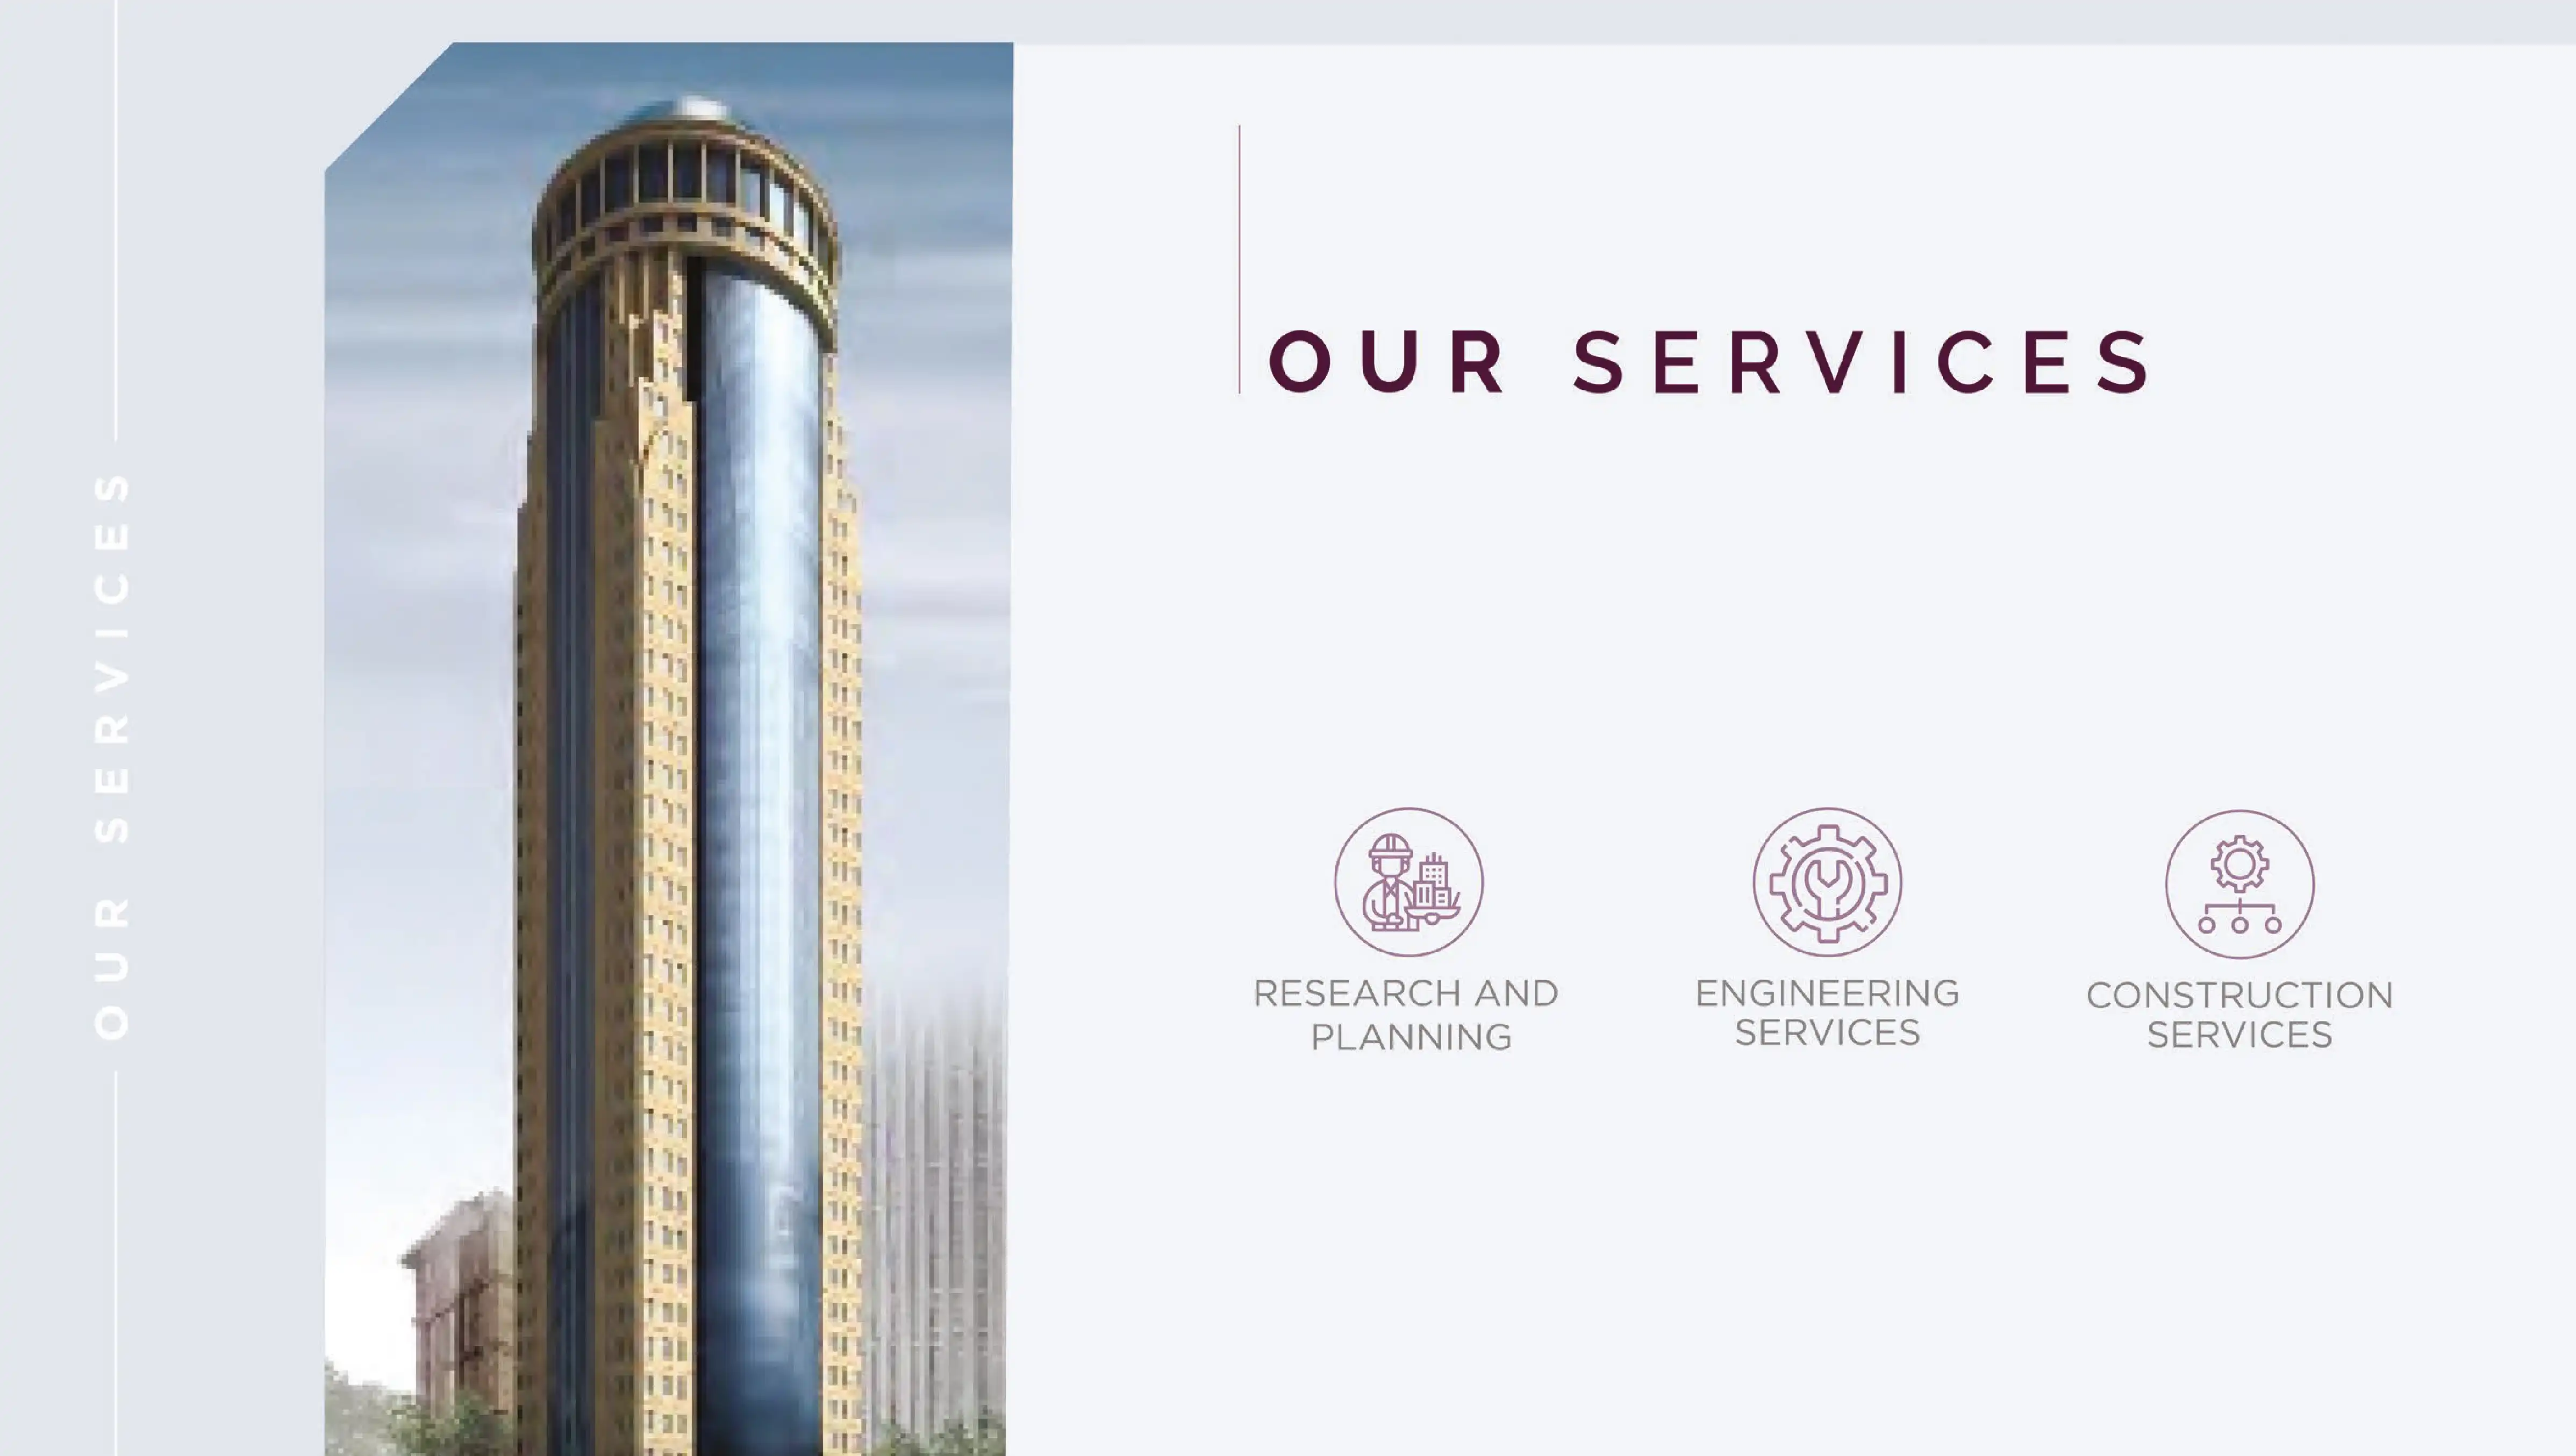 OUR SERVICES
OUR SERVICES
RESEARCH AND
PLANNING
ENGINEERING
SERVICES
CONSTRUCTION
SERVICES